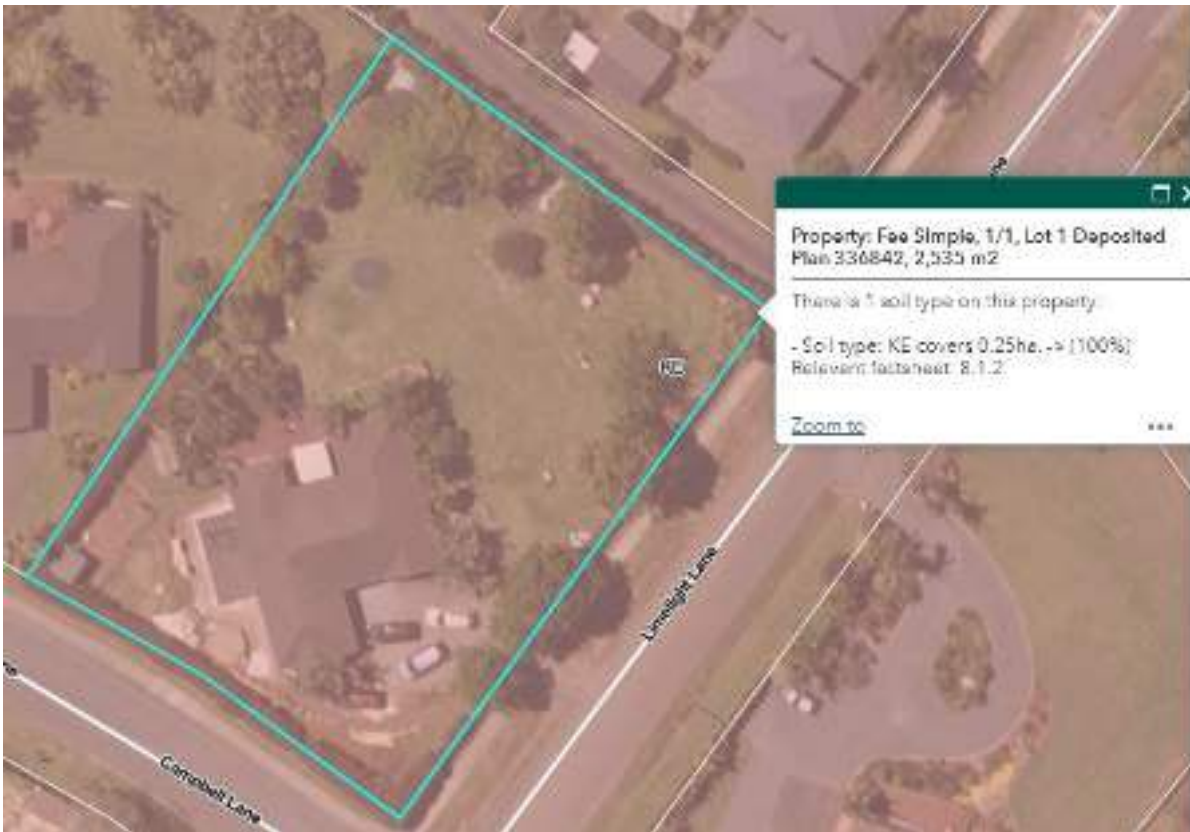 Property: Fee Simple, 1/1, Lot 1 Deposited
Plan 336842, 2,535 m2
There is 1 soil type on this property:
- Soil type: KE covers 0.25ha. -> (100%)
Relevant factsheet: 8.1.2
Zoom to
KE
Limelight Lane
Campbell Lane